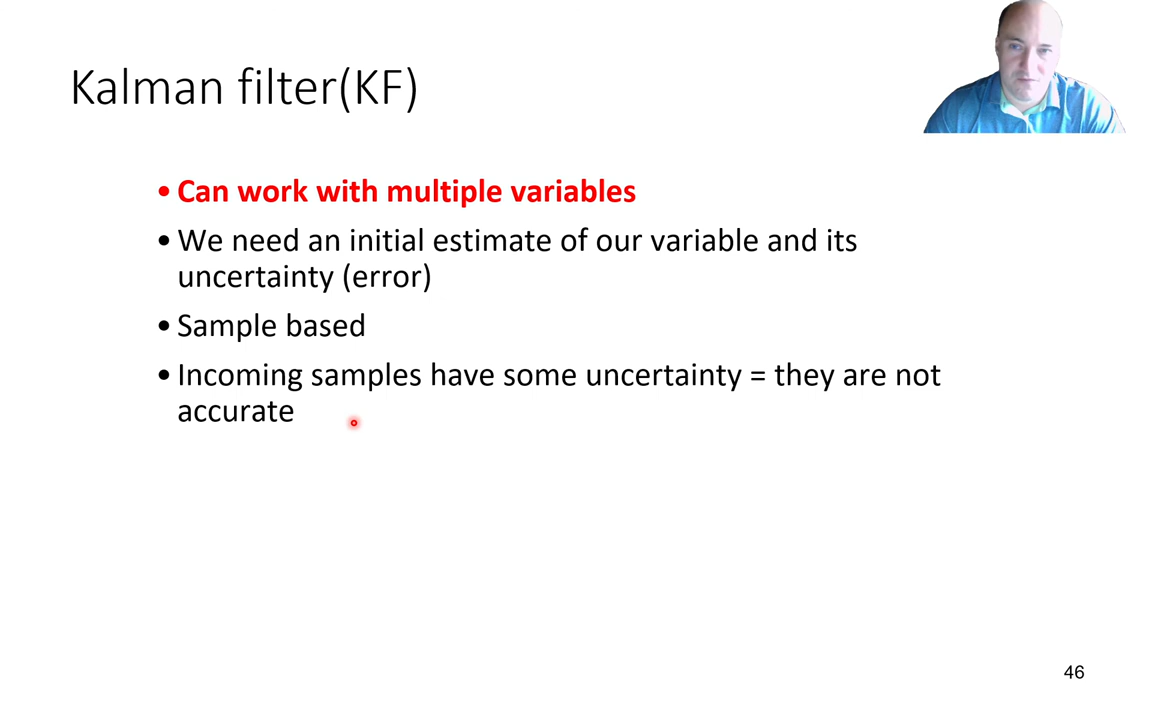 Kalman filter(KF)
• Can work with multiple variables
• We need an initial estimate of our variable and its
uncertainty (error)
• Sample based
• Incoming samples have some uncertainty = they are not
accurate
46